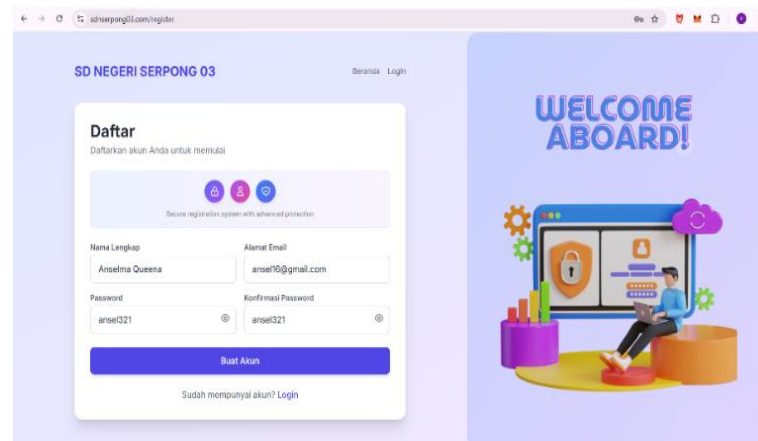 sdnserpong03.com/register
SD NEGERI SERPONG 03
Beranda Login
WELCOME
ABOARD!
Daftar
Daftarkan akun Anda untuk memulai
Secure registration system with advanced protection
Nama Lengkap
Alamat Email
Anselma Queena
ansel16@gmail.com
Password
Konfirmasi Password
ansel321
ansel321
Buat Akun
Sudah mempunyai akun? Login